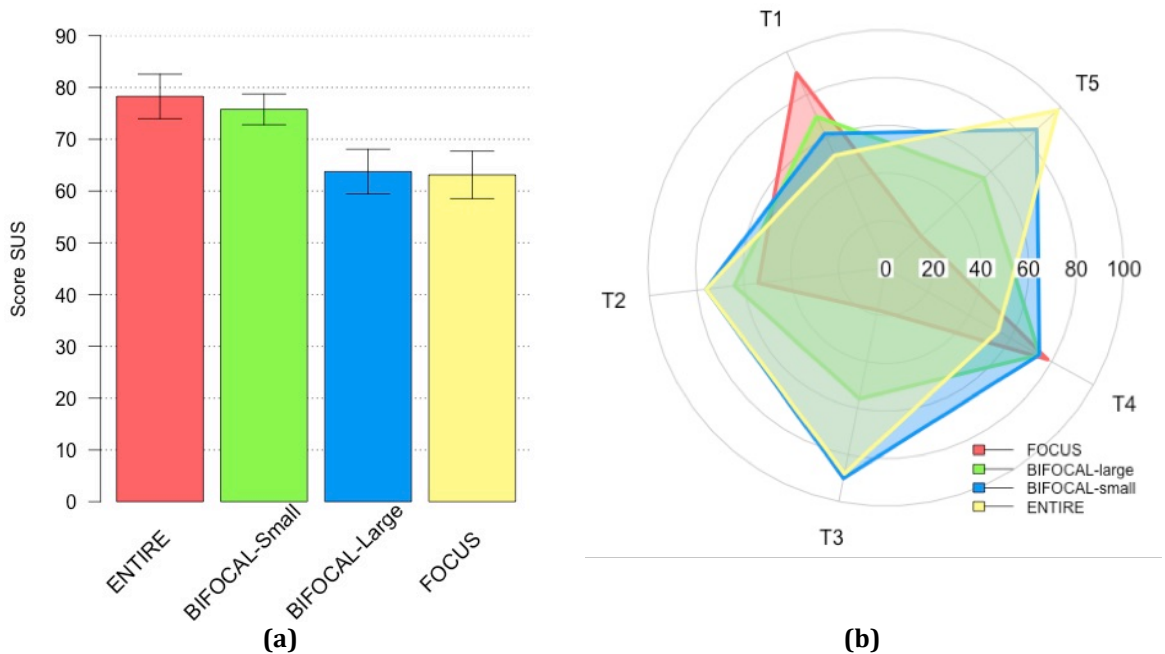 90
80
70
60
50
40
30
20
10
0
Score SUS
ENTIRE
BIFOCAL-Small
BIFOCAL-Large
FOCUS
(a)
T1
T5
T2
0 20 40 60 80 100
T4
T3
FOCUS
BIFOCAL-large
BIFOCAL-small
ENTIRE
(b)